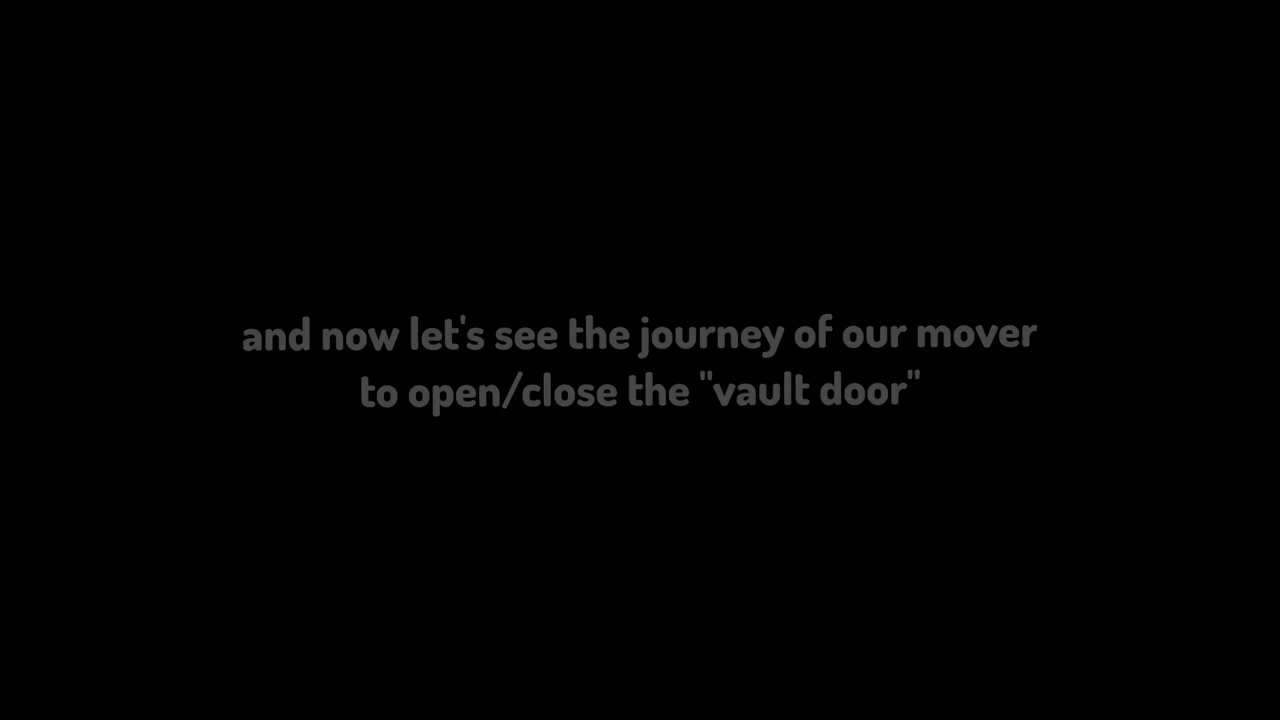 and now let's see the journey of our mover
to open/close the "vault door"